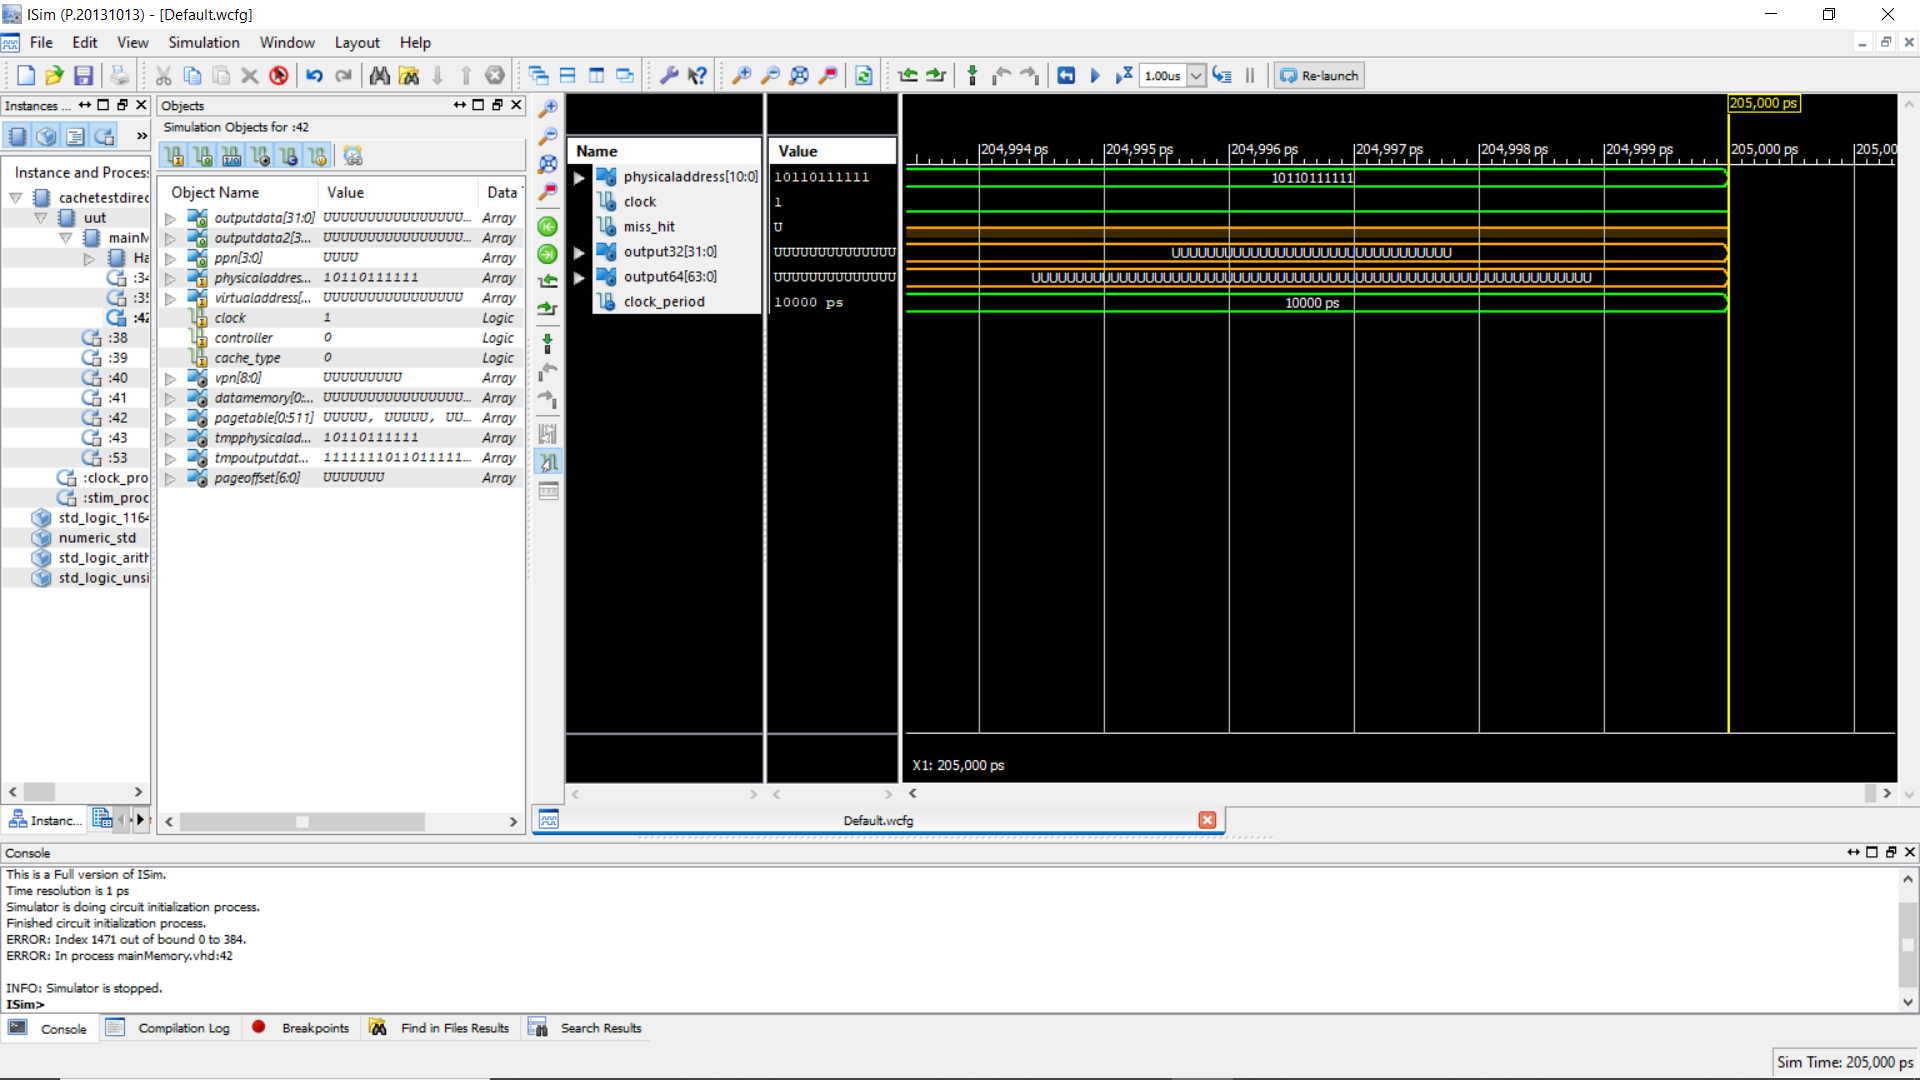 ISim (P.20131013) - [Default.wcfg]
File Edit View Simulation Window Layout Help
1.00us
Re-launch
Instances ...
»
Instance and Process
cachetestdirec
uut
mainM
Ha
:34
:35
:42
:38
:39
:40
:41
:42
:43
:53
:clock_pro
:stim_proc
std_logic_1164
numeric_std
std_logic_arith
std_logic_unsi
Instanc...
Objects
Simulation Objects for :42
Object Name Value Data T
outputdata[31:0] UUUUUUUUUUUUUUUU... Array
outputdata2[3... UUUUUUUUUUUUUUUU... Array
ppn[3:0] UUUU Array
physicaladdres... 10110111111 Array
virtualaddress[... UUUUUUUUUUUUUUUU Array
clock 1 Logic
controller 0 Logic
cache_type 0 Logic
vpn[8:0] UUUUUUUUU Array
datamemory[0:... UUUUUUUUUUUUUUUU... Array
pagetable[0:511] UUUUU, UUUUU, UU... Array
tmpphysicalad... 10110111111 Array
tmpoutputdat... 1111111011011111... Array
pageoffset[6:0] UUUUUUU Array
Name Value
physicaladdress[10:0] 10110111111
clock 1
miss_hit U
output32[31:0] UUUUUUUUUUUUUU
output64[63:0] UUUUUUUUUUUUUU
clock_period 10000 ps
205,000 ps
204,994 ps 204,995 ps 204,996 ps 204,997 ps 204,998 ps 204,999 ps 205,000 ps 205,00
10110111111
UUUUUUUUUUUUUUUUUUUUUUUUUUUUUUUU
UUUUUUUUUUUUUUUUUUUUUUUUUUUUUUUUUUUUUUUUUUUUUUUUUUUUUUUUUUUUUUUU
10000 ps
X1: 205,000 ps
Default.wcfg
Console
This is a Full version of ISim.
Time resolution is 1 ps
Simulator is doing circuit initialization process.
Finished circuit initialization process.
ERROR: Index 1471 out of bound 0 to 384.
ERROR: In process mainMemory.vhd:42
INFO: Simulator is stopped.
ISim>
Console Compilation Log Breakpoints Find in Files Results Search Results
Sim Time: 205,000 ps